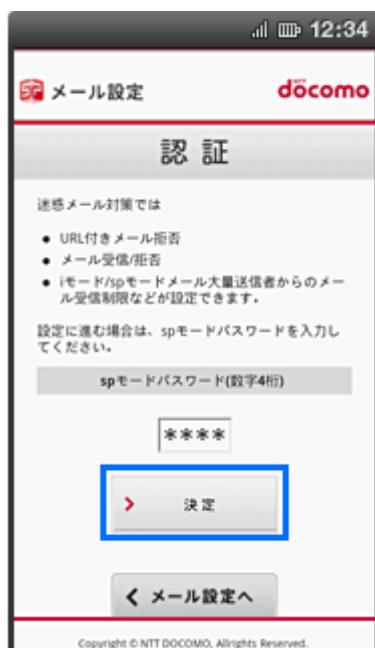 12:34
メール設定
döcomo
認証
迷惑メール対策では
● URL付きメール拒否
● メール受信/拒否
● iモード/spモードメール大量送信者からのメー
ル受信制限などが設定できます。
設定に進む場合は、spモードパスワードを入力し
てください。
spモードパスワード(数字4桁)
****
決定
メール設定へ
Copyright © NTT DOCOMO, Allrights Reserved.